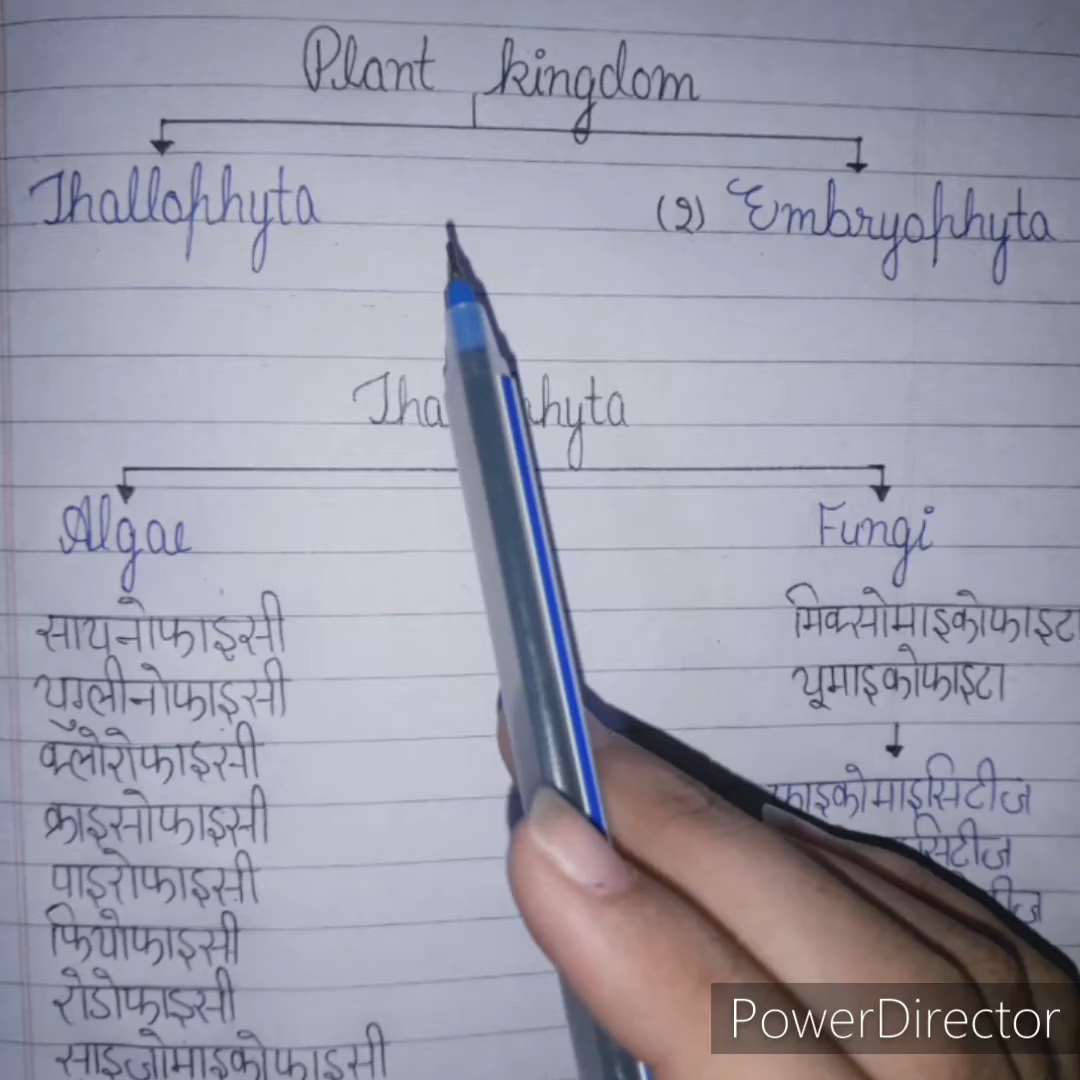 Plant kingdom
Thallophyta (2) Embryophyta
Algae Fungi
सायनोफाइसी मिक्सोमाइकोफाइटा
यग्लीनोफाइसी यूमाइकोफाइटा
क्लोरोफाइसी
क्राइसोफाइसी फाइकोमाइसिटीज
पाइरोफाइसी
फियोफाइसी
रोडोफाइसी
साइजोमाइकोफाइसी
PowerDirector